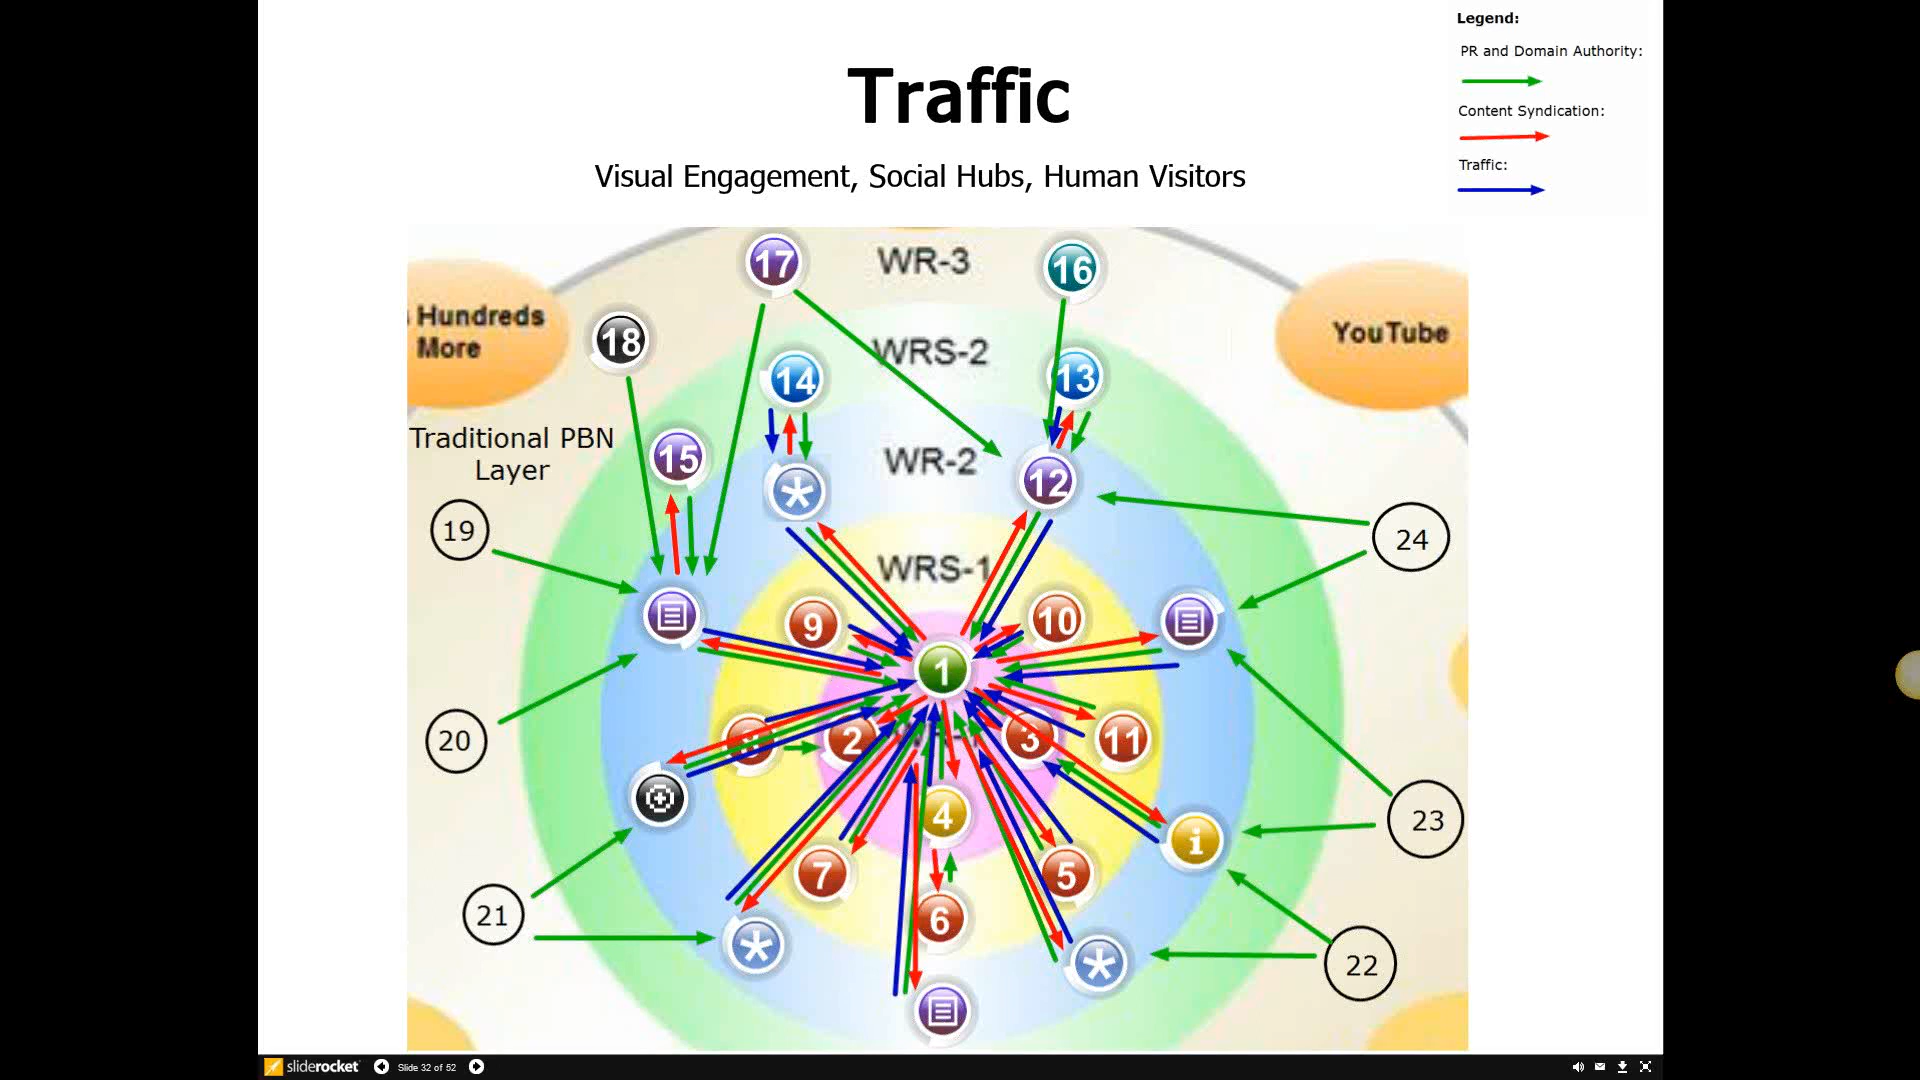 Legend:
PR and Domain Authority:
Content Syndication:
Traffic:
Traffic
Visual Engagement, Social Hubs, Human Visitors
17
WR-3
16
Hundreds
More
YouTube
18
WRS-2
14
13
Traditional PBN
Layer
15
WR-2
12
19
24
WRS-1
9
10
1
20
2
3
11
4
7
5
6
23
21
22
i
sliderocket
Slide 32 of 52